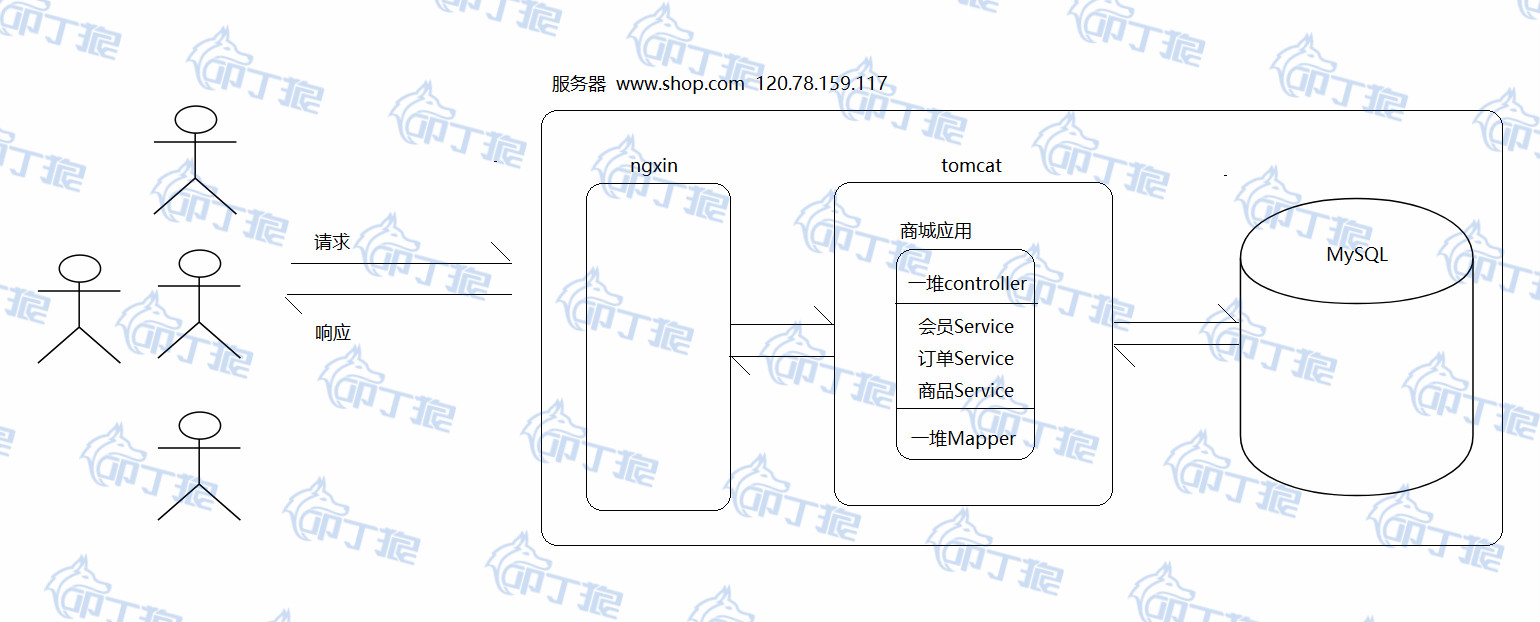 服务器 www.shop.com 120.78.159.117
ngxin
tomcat
请求
响应
商城应用
一堆controller
会员Service
订单Service
商品Service
一堆Mapper
MySQL
叩丁狼